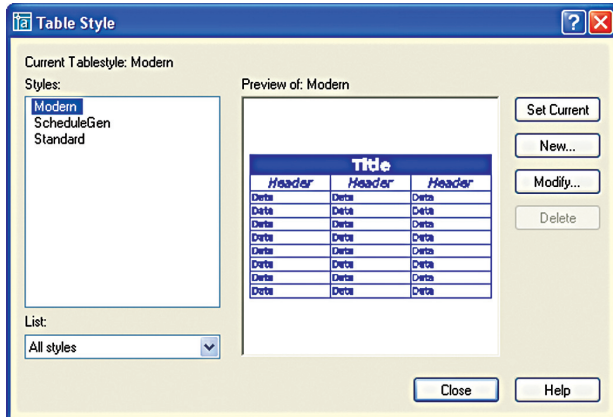 Table Style
Current Tablestyle: Modern
Styles:
Modern
ScheduleGen
Standard
List:
All styles
Preview of: Modern
Title
Header Header Header
Data Data Data
Data Data Data
Data Data Data
Data Data Data
Data Data Data
Data Data Data
Data Data Data
Data Data Data
Set Current
New...
Modify...
Delete
Close
Help